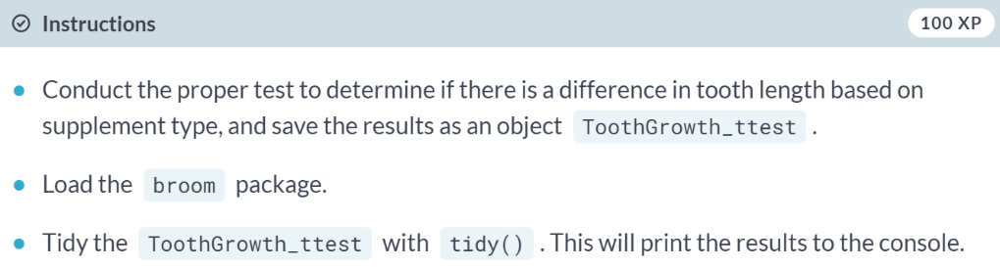 Instructions
100 XP
Conduct the proper test to determine if there is a difference in tooth length based on
supplement type, and save the results as an object ToothGrowth_ttest .
Load the broom package.
Tidy the ToothGrowth_ttest with tidy() . This will print the results to the console.